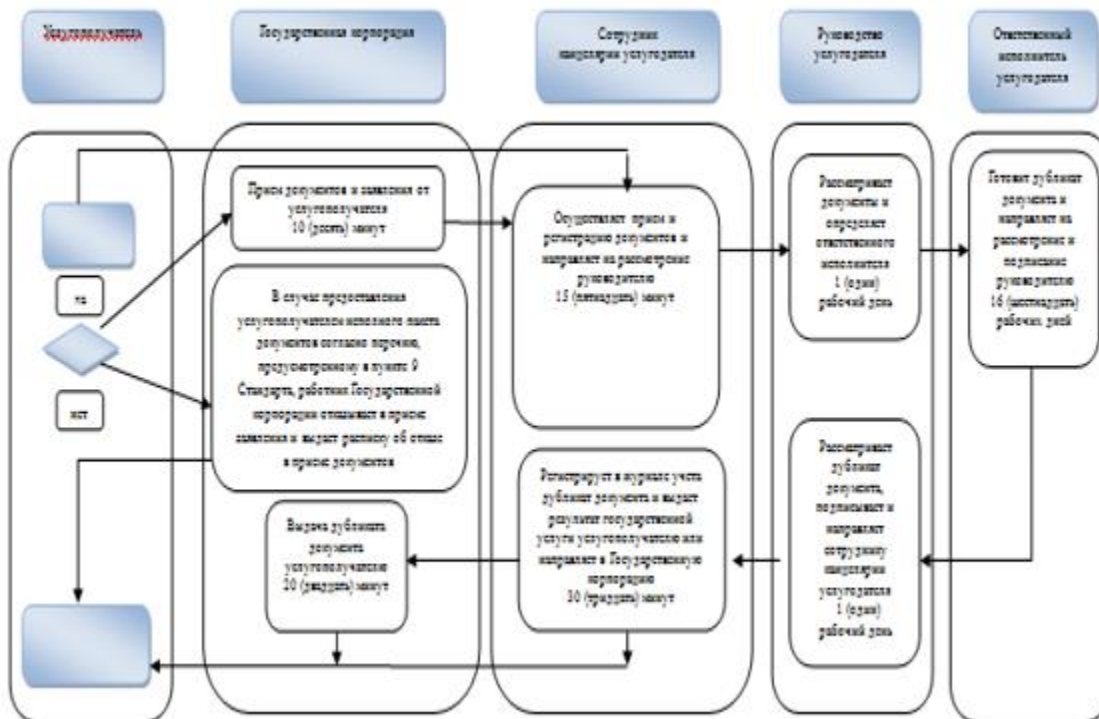 Услугополучатель
Государственная корпорация
Сотрудник
канцелярии услугодателя
Руководство
услугодателя
Ответственный
исполнитель
услугодателя
Прием документов и заявления от
услугополучателя
10 (десять) минут
да
В случае предоставления
услугополучателем неполного пакета
документов согласно перечню,
предусмотренному в пункте 9
Стандарта, работник Государственной
корпорации отказывает в приеме
заявления и выдает расписку об отказе
в приеме документов
нет
Выдача дубликата
документа
услугополучателю
20 (двадцать) минут
Осуществляет прием и
регистрацию документов и
направляет на рассмотрение
руководителю
15 (пятнадцать) минут
Регистрирует в журнале учета
дубликат документа и выдает
результат государственной
услуги услугополучателю или
направляет в Государственную
корпорацию
30 (тридцать) минут
Рассматривает
документы и
определяет
ответственного
исполнителя
1 (один)
рабочий день
Рассматривает
дубликат
документа,
подписывает и
направляет
сотруднику
канцелярии
услугодателя
1 (один)
рабочий день
Готовит дубликат
документа и
направляет на
рассмотрение и
подписание
руководителю
16 (шестнадцать)
рабочих дней